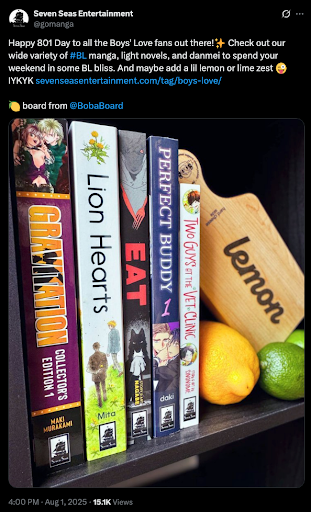 Seven Seas Entertainment
@gomanga
Happy 801 Day to all the Boys' Love fans out there!✨ Check out our
wide variety of #BL manga, light novels, and danmei to spend your
weekend in some BL bliss. And maybe add a lil lemon or lime zest 😜
IYKYK sevenseasentertainment.com/tag/boys-love/
🍋 board from @BobaBoard
GRAVITATION
COLLECTOR'S
EDITION 1
MAKI
MURAKAMI
Seven Seas
Lion Hearts
Mita
Seven Seas
EAT
PERFECT BUDDY 1
daki
TWO GUYS AT THE VET CLINIC
lemon
4:00 PM · Aug 1, 2025 · 15.1K Views